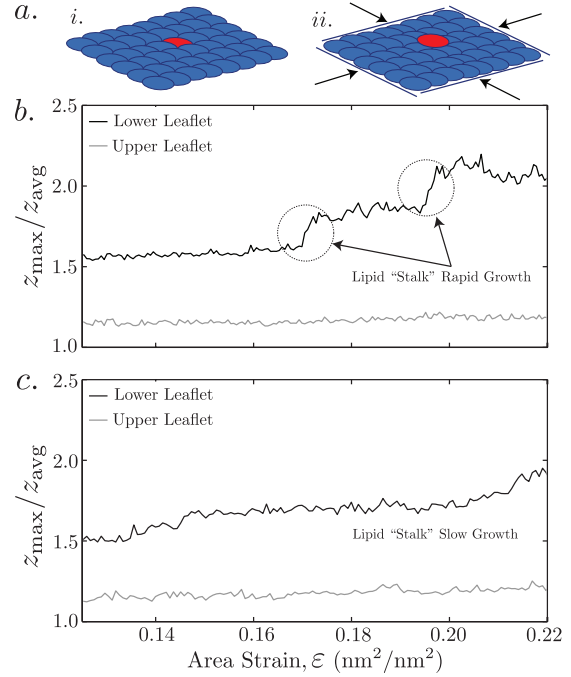 a.
i.
ii.
b.
2.5
Lower Leaflet
Upper Leaflet
2.0
z_max/z_avg
1.5
Lipid “Stalk” Rapid Growth
1.0
c.
2.5
Lower Leaflet
Upper Leaflet
2.0
z_max/z_avg
1.5
Lipid “Stalk” Slow Growth
1.0
0.14 0.16 0.18 0.20 0.22
Area Strain, ε (nm²/nm²)